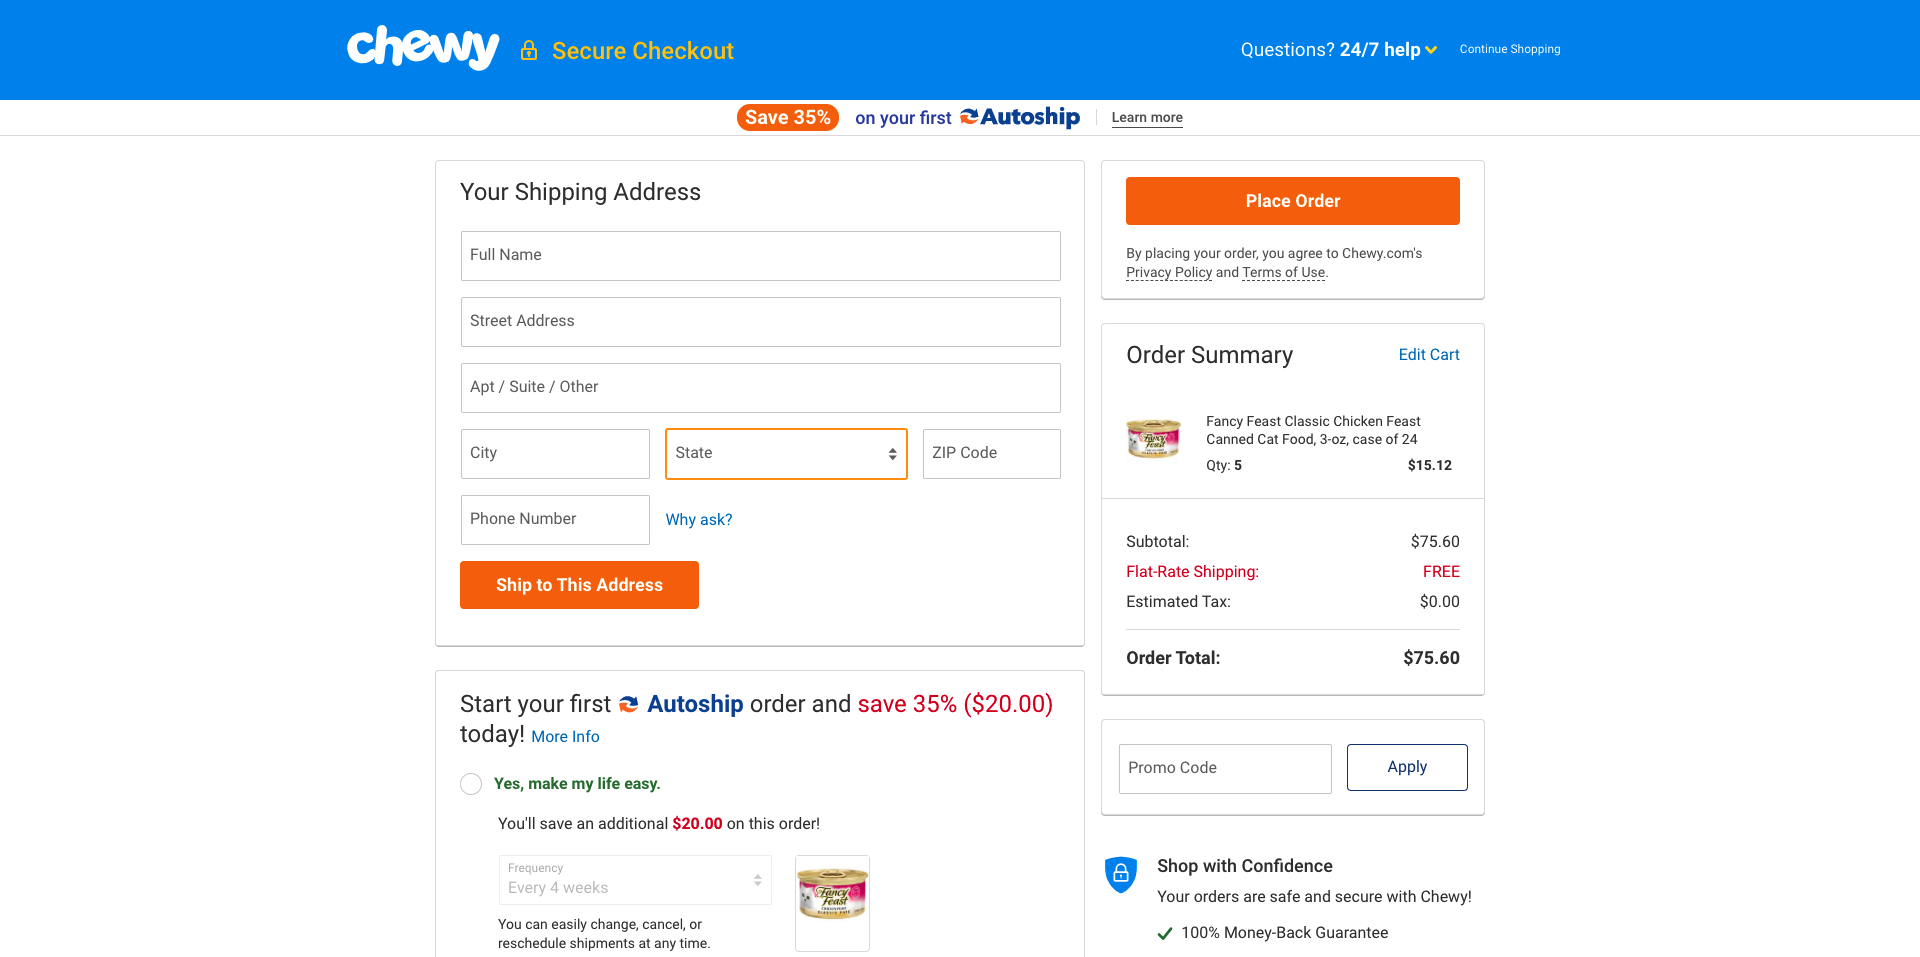 chewy Secure Checkout
Questions? 24/7 help Continue Shopping
Save 35% on your first Autoship Learn more
Your Shipping Address
Full Name
Street Address
Apt / Suite / Other
City State ZIP Code
Phone Number Why ask?
Ship to This Address
Start your first Autoship order and save 35% ($20.00)
today! More Info
Yes, make my life easy.
You'll save an additional $20.00 on this order!
Frequency
Every 4 weeks
You can easily change, cancel, or
reschedule shipments at any time.
Fancy
Feast
CLASSIC PATE
Place Order
By placing your order, you agree to Chewy.com's
Privacy Policy and Terms of Use.
Order Summary Edit Cart
Fancy
Feast
Fancy Feast Classic Chicken Feast
Canned Cat Food, 3-oz, case of 24
Qty: 5 $15.12
Subtotal: $75.60
Flat-Rate Shipping: FREE
Estimated Tax: $0.00
Order Total: $75.60
Promo Code Apply
Shop with Confidence
Your orders are safe and secure with Chewy!
100% Money-Back Guarantee